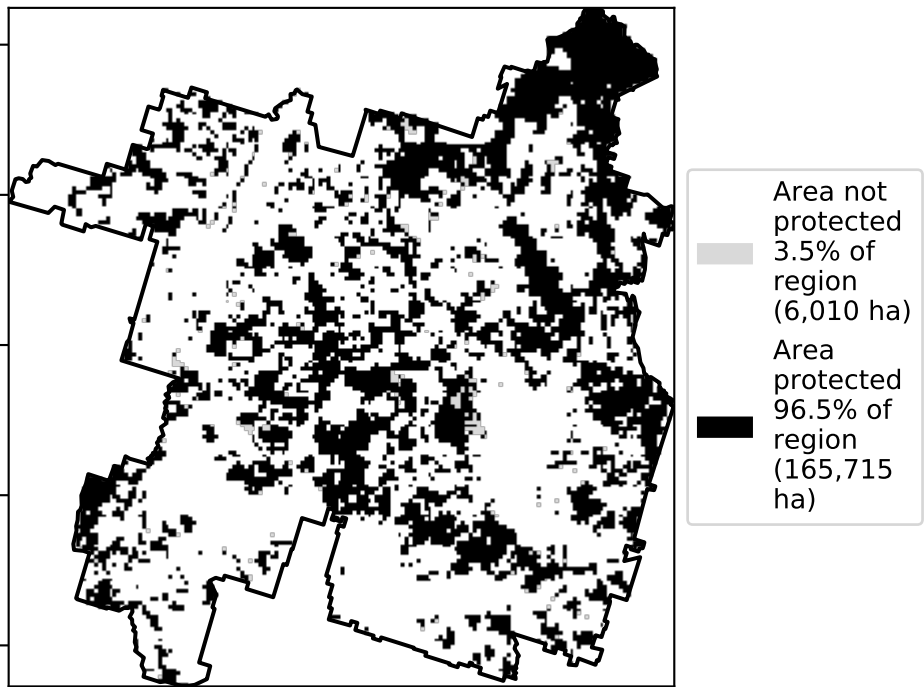 Area not
protected
3.5% of
region
(6,010 ha)
Area
protected
96.5% of
region
(165,715
ha)